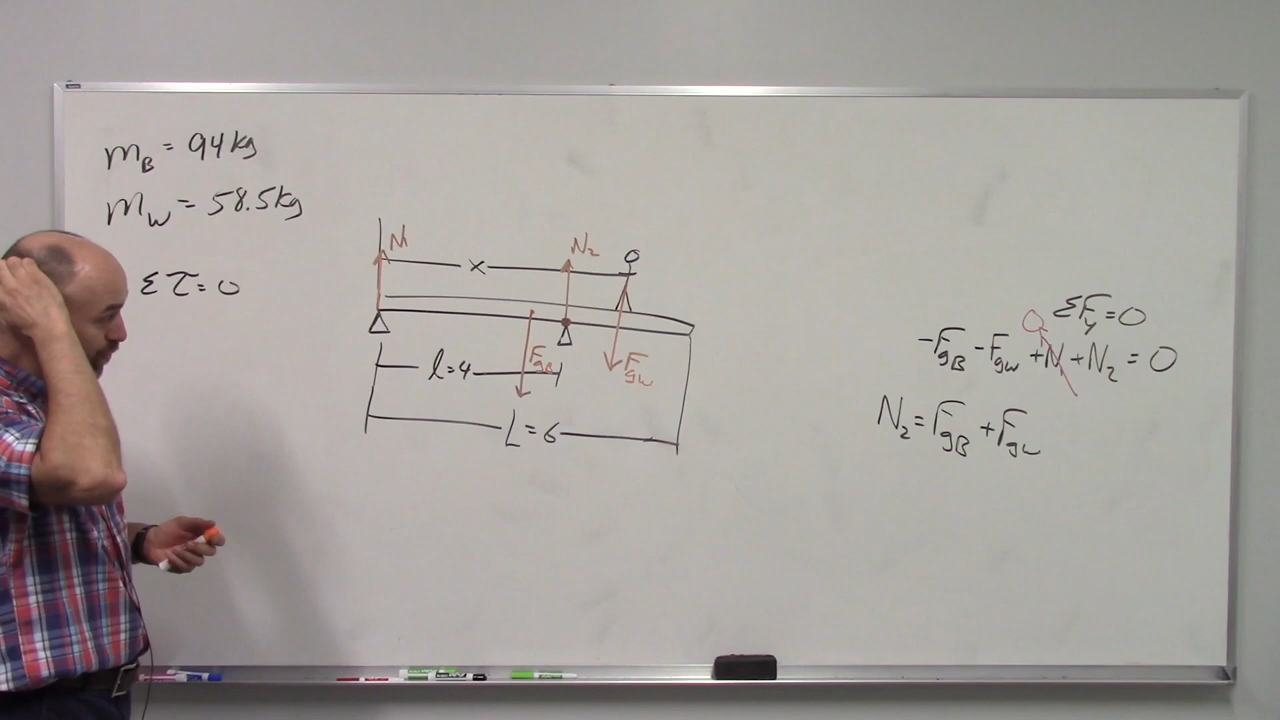 m_B = 94 kg
m_W = 58.5 kg
Στ = 0
N
N₂
x
F_gB
F_gw
l = 4
L = 6
ΣF_y = 0
0
-F_gB - F_gw + N + N₂ = 0
N₂ = F_gB + F_gw